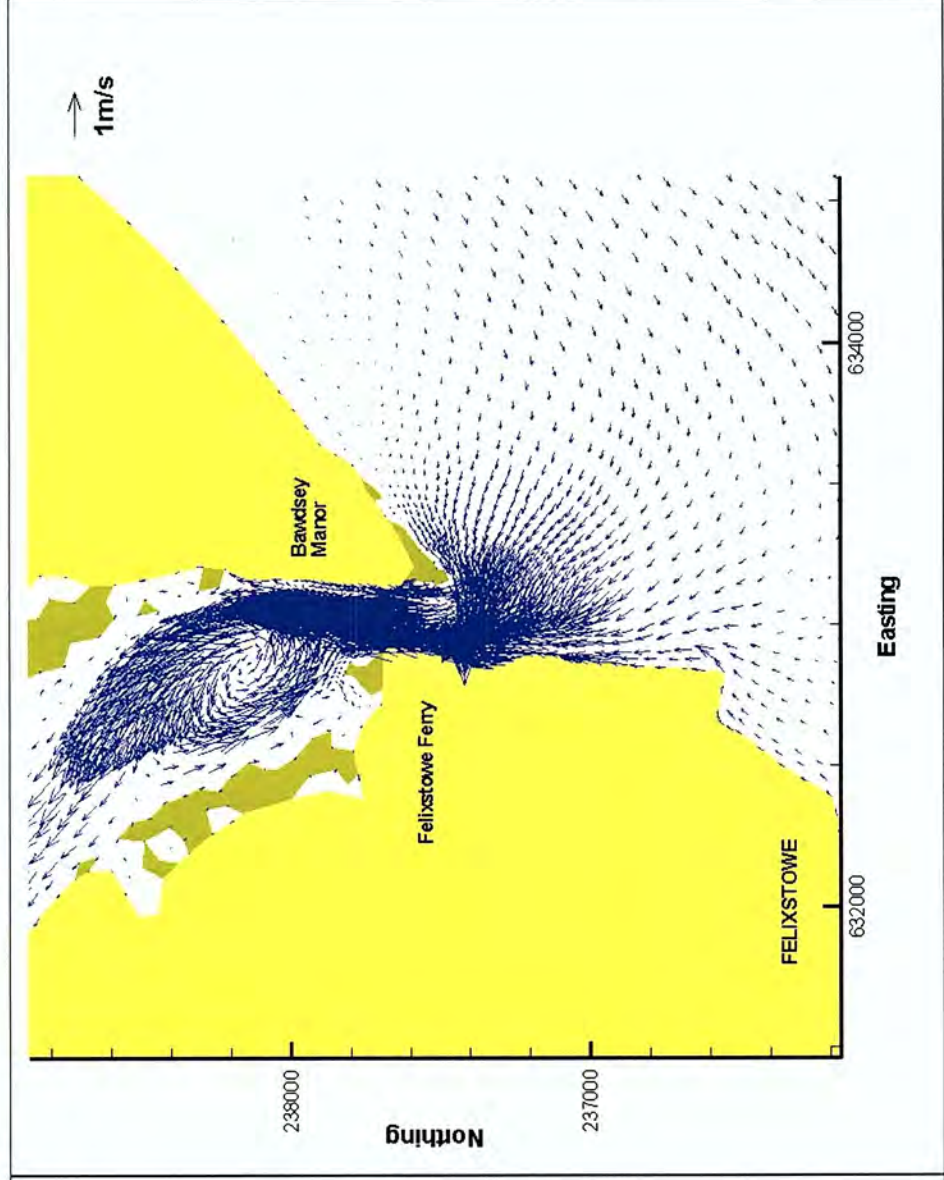 1m/s
Bawdsey
Manor
Felixstowe Ferry
FELIXSTOWE
Northing
238000
237000
632000
634000
Easting